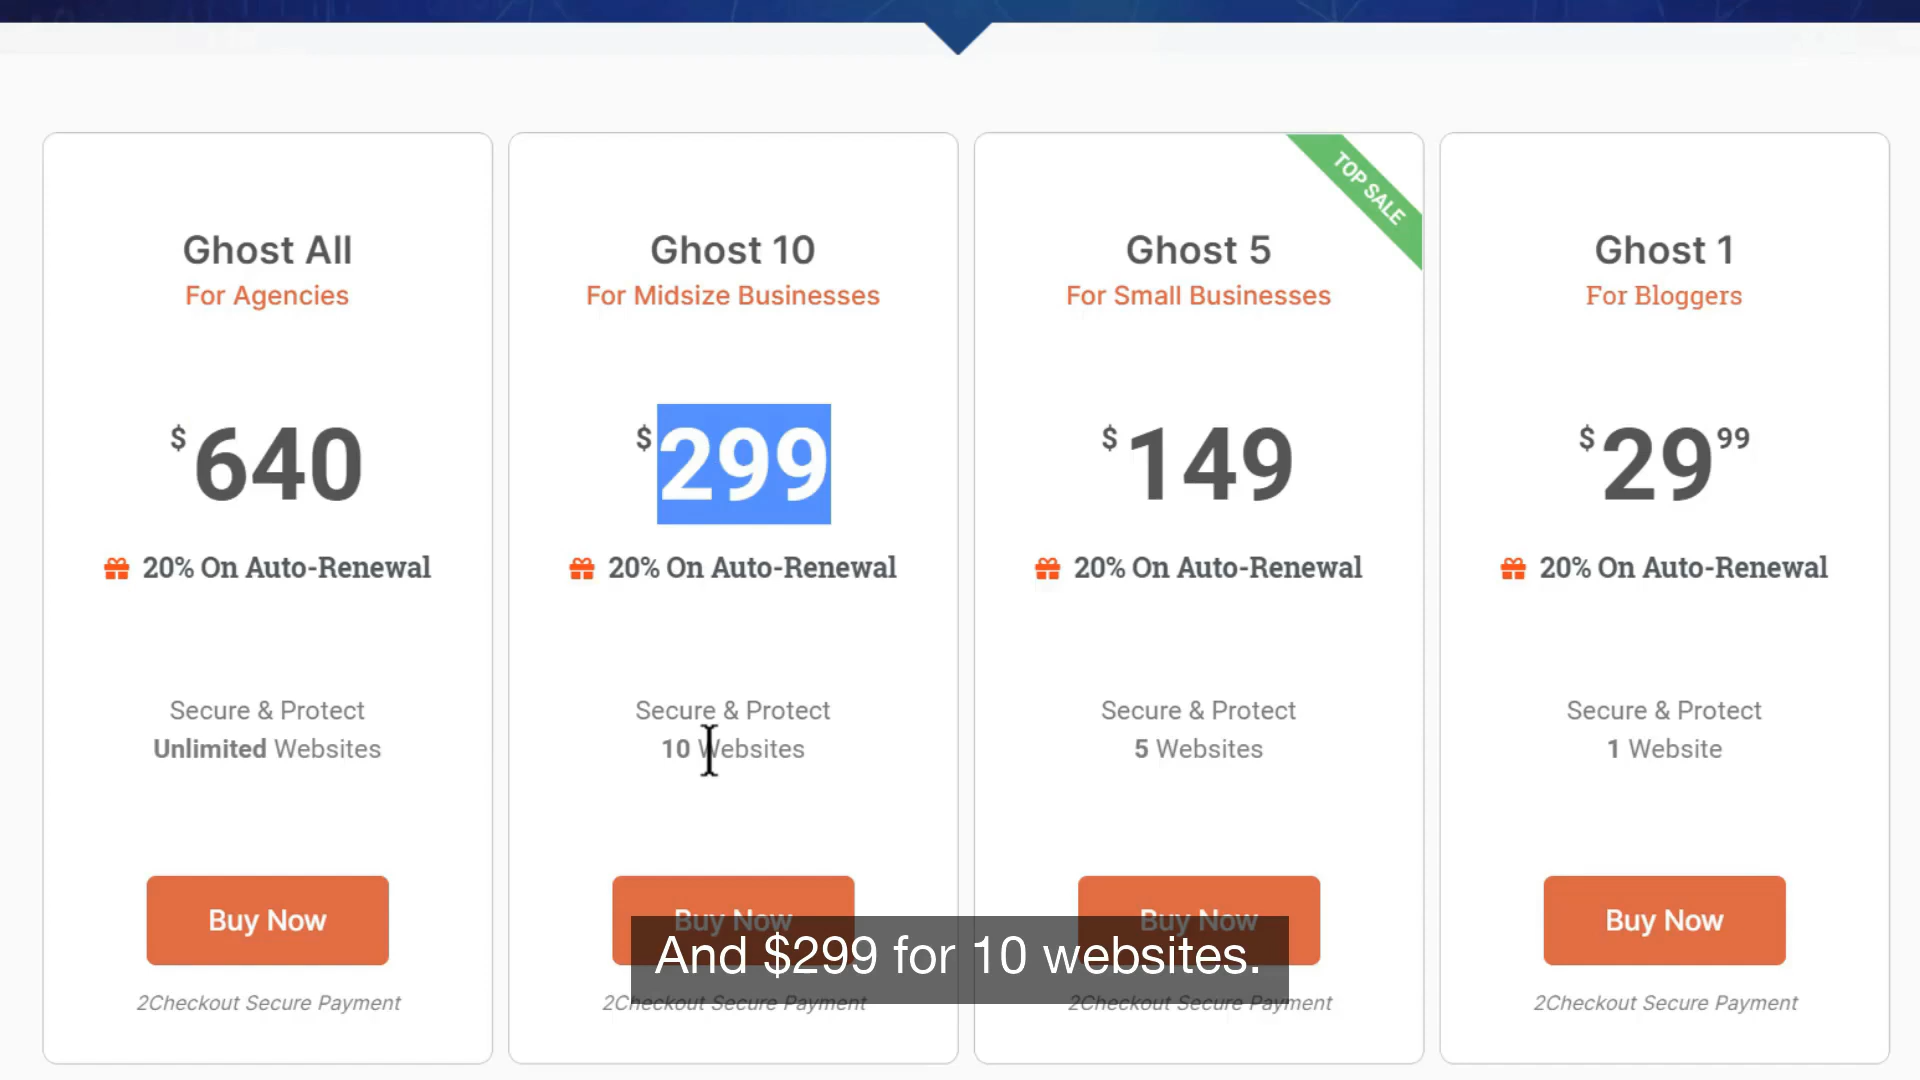 Ghost All
For Agencies
$640
20% On Auto-Renewal
Secure & Protect
Unlimited Websites
Buy Now
2Checkout Secure Payment
Ghost 10
For Midsize Businesses
$299
20% On Auto-Renewal
Secure & Protect
10 Websites
Buy Now
2Checkout Secure Payment
TOP SALE
Ghost 5
For Small Businesses
$149
20% On Auto-Renewal
Secure & Protect
5 Websites
Buy Now
2Checkout Secure Payment
Ghost 1
For Bloggers
$29 99
20% On Auto-Renewal
Secure & Protect
1 Website
Buy Now
2Checkout Secure Payment
And $299 for 10 websites.